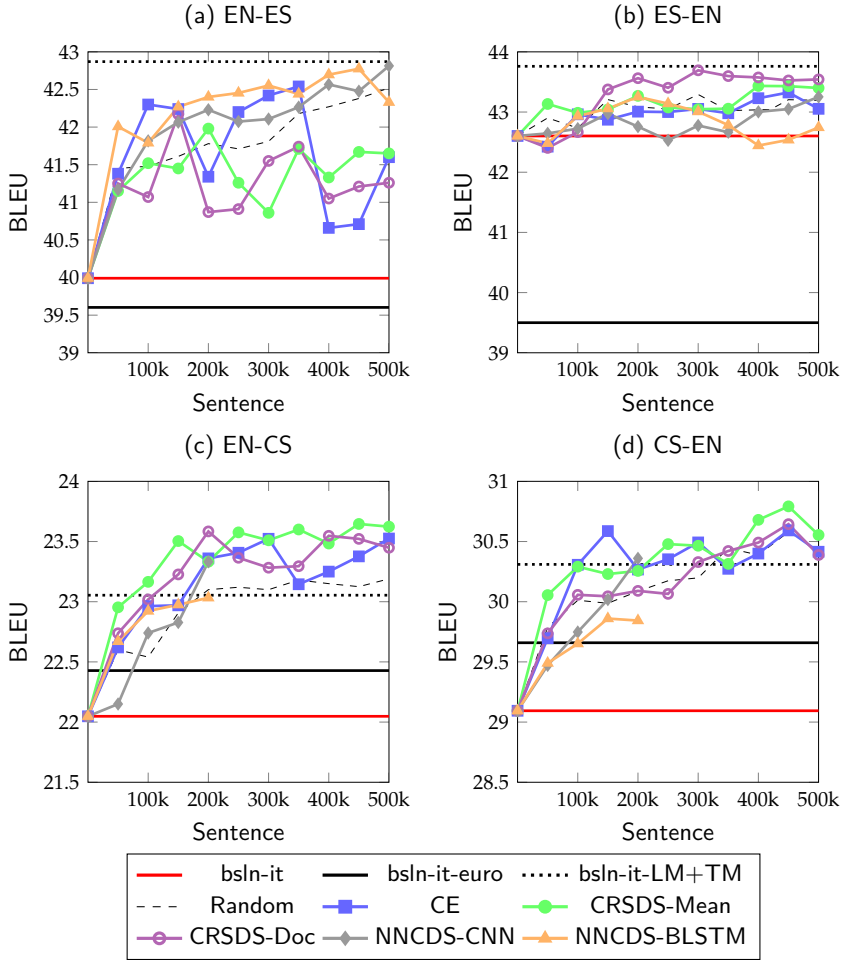 (a) EN-ES
(b) ES-EN
43
42.5
42
41.5
41
40.5
40
39.5
39
BLEU
100k 200k 300k 400k 500k
Sentence
44
43
42
41
40
39
BLEU
100k 200k 300k 400k 500k
Sentence
(c) EN-CS
(d) CS-EN
24
23.5
23
22.5
22
21.5
BLEU
100k 200k 300k 400k 500k
Sentence
31
30.5
30
29.5
29
28.5
BLEU
100k 200k 300k 400k 500k
Sentence
bsln-it bsln-it-euro bsln-it-LM+TM
Random CE CRSDS-Mean
CRSDS-Doc NNCDS-CNN NNCDS-BLSTM